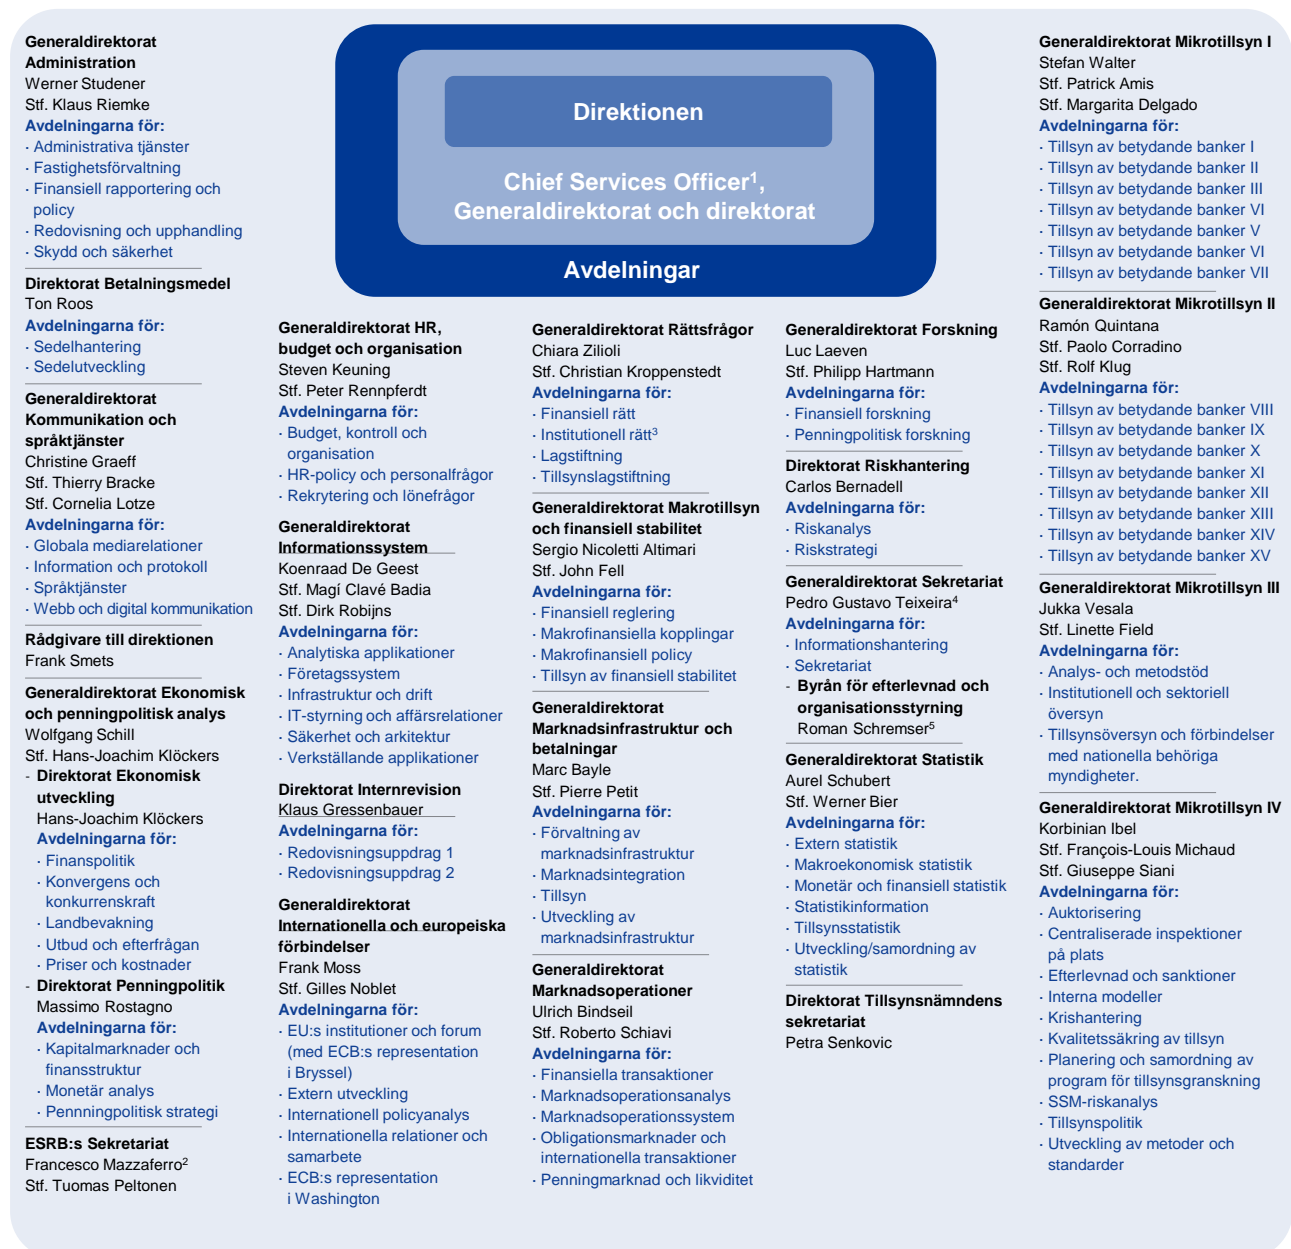 Direktionen
Chief Services Officer¹,
Generaldirektorat och direktorat
Avdelningar
Generaldirektorat
Administration
Werner Studener
Stf. Klaus Riemke
Avdelningarna för:
· Administrativa tjänster
· Fastighetsförvaltning
· Finansiell rapportering och
policy
· Redovisning och upphandling
· Skydd och säkerhet
Direktorat Betalningsmedel
Ton Roos
Avdelningarna för:
· Sedelhantering
· Sedelutveckling
Generaldirektorat
Kommunikation och
språktjänster
Christine Graeff
Stf. Thierry Bracke
Stf. Cornelia Lotze
Avdelningarna för:
· Globala mediarelationer
· Information och protokoll
· Språktjänster
· Webb och digital kommunikation
Rådgivare till direktionen
Frank Smets
Generaldirektorat Ekonomisk
och penningpolitisk analys
Wolfgang Schill
Stf. Hans-Joachim Klöckers
- Direktorat Ekonomisk
utveckling
Hans-Joachim Klöckers
Avdelningarna för:
· Finanspolitik
· Konvergens och
konkurrenskraft
· Landbevakning
· Utbud och efterfrågan
· Priser och kostnader
- Direktorat Penningpolitik
Massimo Rostagno
Avdelningarna för:
· Kapitalmarknader och
finansstruktur
· Monetär analys
· Pennningpolitisk strategi
ESRB:s Sekretariat
Francesco Mazzaferro²
Stf. Tuomas Peltonen
Generaldirektorat HR,
budget och organisation
Steven Keuning
Stf. Peter Rennpferdt
Avdelningarna för:
· Budget, kontroll och
organisation
· HR-policy och personalfrågor
· Rekrytering och lönefrågor
Generaldirektorat
Informationssystem
Koenraad De Geest
Stf. Magí Clavé Badia
Stf. Dirk Robijns
Avdelningarna för:
· Analytiska applikationer
· Företagssystem
· Infrastruktur och drift
· IT-styrning och affärsrelationer
· Säkerhet och arkitektur
· Verkställande applikationer
Direktorat Internrevision
Klaus Gressenbauer
Avdelningarna för:
· Redovisningsuppdrag 1
· Redovisningsuppdrag 2
Generaldirektorat
Internationella och europeiska
förbindelser
Frank Moss
Stf. Gilles Noblet
Avdelningarna för:
· EU:s institutioner och forum
(med ECB:s representation
i Bryssel)
· Extern utveckling
· Internationell policyanalys
· Internationella relationer och
samarbete
· ECB:s representation
i Washington
Generaldirektorat Rättsfrågor
Chiara Zilioli
Stf. Christian Kroppenstedt
Avdelningarna för:
· Finansiell rätt
· Institutionell rätt³
· Lagstiftning
· Tillsynslagstiftning
Generaldirektorat Makrotillsyn
och finansiell stabilitet
Sergio Nicoletti Altimari
Stf. John Fell
Avdelningarna för:
· Finansiell reglering
· Makrofinansiella kopplingar
· Makrofinansiell policy
· Tillsyn av finansiell stabilitet
Generaldirektorat
Marknadsinfrastruktur och
betalningar
Marc Bayle
Stf. Pierre Petit
Avdelningarna för:
· Förvaltning av
marknadsinfrastruktur
· Marknadsintegration
· Tillsyn
· Utveckling av
marknadsinfrastruktur
Generaldirektorat
Marknadsoperationer
Ulrich Bindseil
Stf. Roberto Schiavi
Avdelningarna för:
· Finansiella transaktioner
· Marknadsoperationsanalys
· Marknadsoperationssystem
· Obligationsmarknader och
internationella transaktioner
· Penningmarknad och likviditet
Generaldirektorat Forskning
Luc Laeven
Stf. Philipp Hartmann
Avdelningarna för:
· Finansiell forskning
· Penningpolitisk forskning
Direktorat Riskhantering
Carlos Bernadell
Avdelningarna för:
· Riskanalys
· Riskstrategi
Generaldirektorat Sekretariat
Pedro Gustavo Teixeira⁴
Avdelningarna för:
· Informationshantering
· Sekretariat
- Byrån för efterlevnad och
organisationsstyrning
Roman Schremser⁵
Generaldirektorat Statistik
Aurel Schubert
Stf. Werner Bier
Avdelningarna för:
· Extern statistik
· Makroekonomisk statistik
· Monetär och finansiell statistik
· Statistikinformation
· Tillsynsstatistik
· Utveckling/samordning av
statistik
Direktorat Tillsynsnämndens
sekretariat
Petra Senkovic
Generaldirektorat Mikrotillsyn I
Stefan Walter
Stf. Patrick Amis
Stf. Margarita Delgado
Avdelningarna för:
· Tillsyn av betydande banker I
· Tillsyn av betydande banker II
· Tillsyn av betydande banker III
· Tillsyn av betydande banker VI
· Tillsyn av betydande banker V
· Tillsyn av betydande banker VI
· Tillsyn av betydande banker VII
Generaldirektorat Mikrotillsyn II
Ramón Quintana
Stf. Paolo Corradino
Stf. Rolf Klug
Avdelningarna för:
· Tillsyn av betydande banker VIII
· Tillsyn av betydande banker IX
· Tillsyn av betydande banker X
· Tillsyn av betydande banker XI
· Tillsyn av betydande banker XII
· Tillsyn av betydande banker XIII
· Tillsyn av betydande banker XIV
· Tillsyn av betydande banker XV
Generaldirektorat Mikrotillsyn III
Jukka Vesala
Stf. Linette Field
Avdelningarna för:
· Analys- och metodstöd
· Institutionell och sektoriell
översyn
· Tillsynsöversyn och förbindelser
med nationella behöriga
myndigheter.
Generaldirektorat Mikrotillsyn IV
Korbinian Ibel
Stf. François-Louis Michaud
Stf. Giuseppe Siani
Avdelningarna för:
· Auktorisering
· Centraliserade inspektioner
på plats
· Efterlevnad och sanktioner
· Interna modeller
· Krishantering
· Kvalitetssäkring av tillsyn
· Planering och samordning av
program för tillsynsgranskning
· SSM-riskanalys
· Tillsynspolitik
· Utveckling av metoder och
standarder